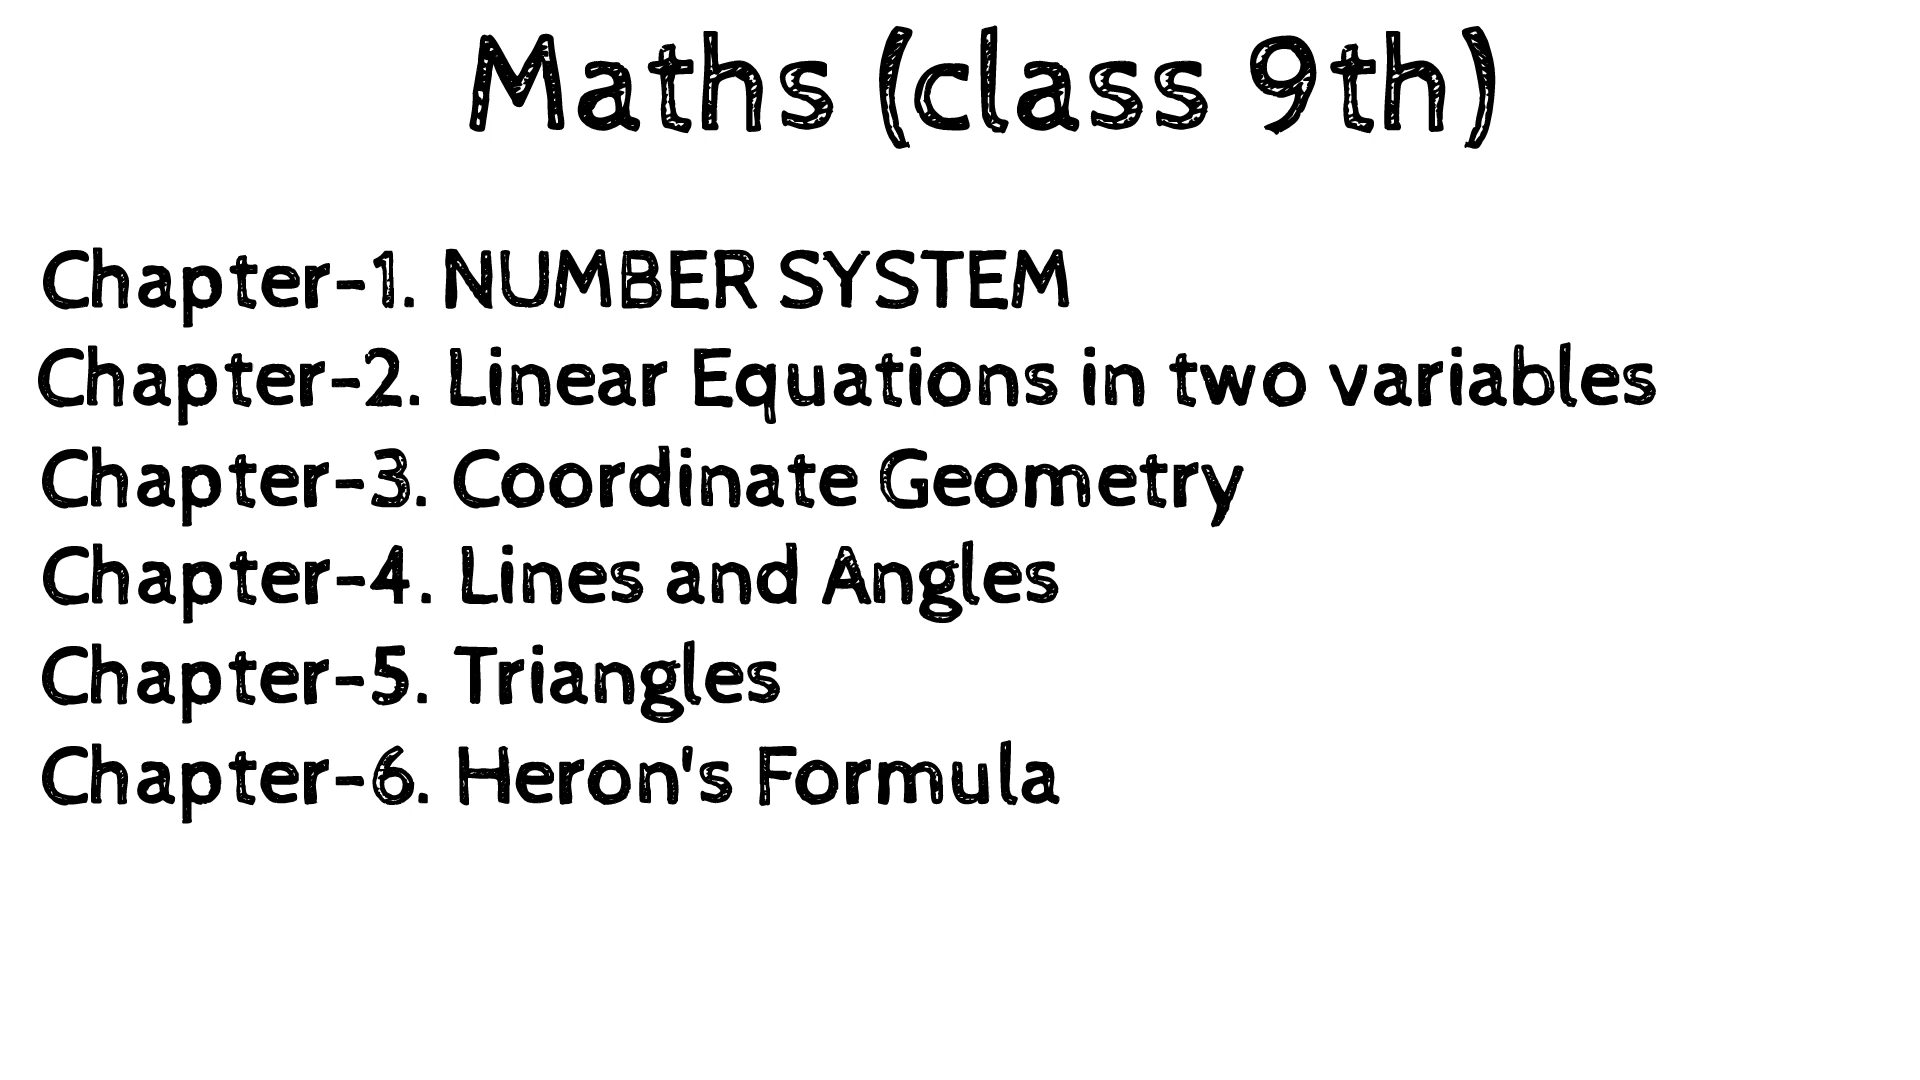 Maths (class 9th)
Chapter-1. NUMBER SYSTEM
Chapter-2. Linear Equations in two variables
Chapter-3. Coordinate Geometry
Chapter-4. Lines and Angles
Chapter-5. Triangles
Chapter-6. Heron's Formula